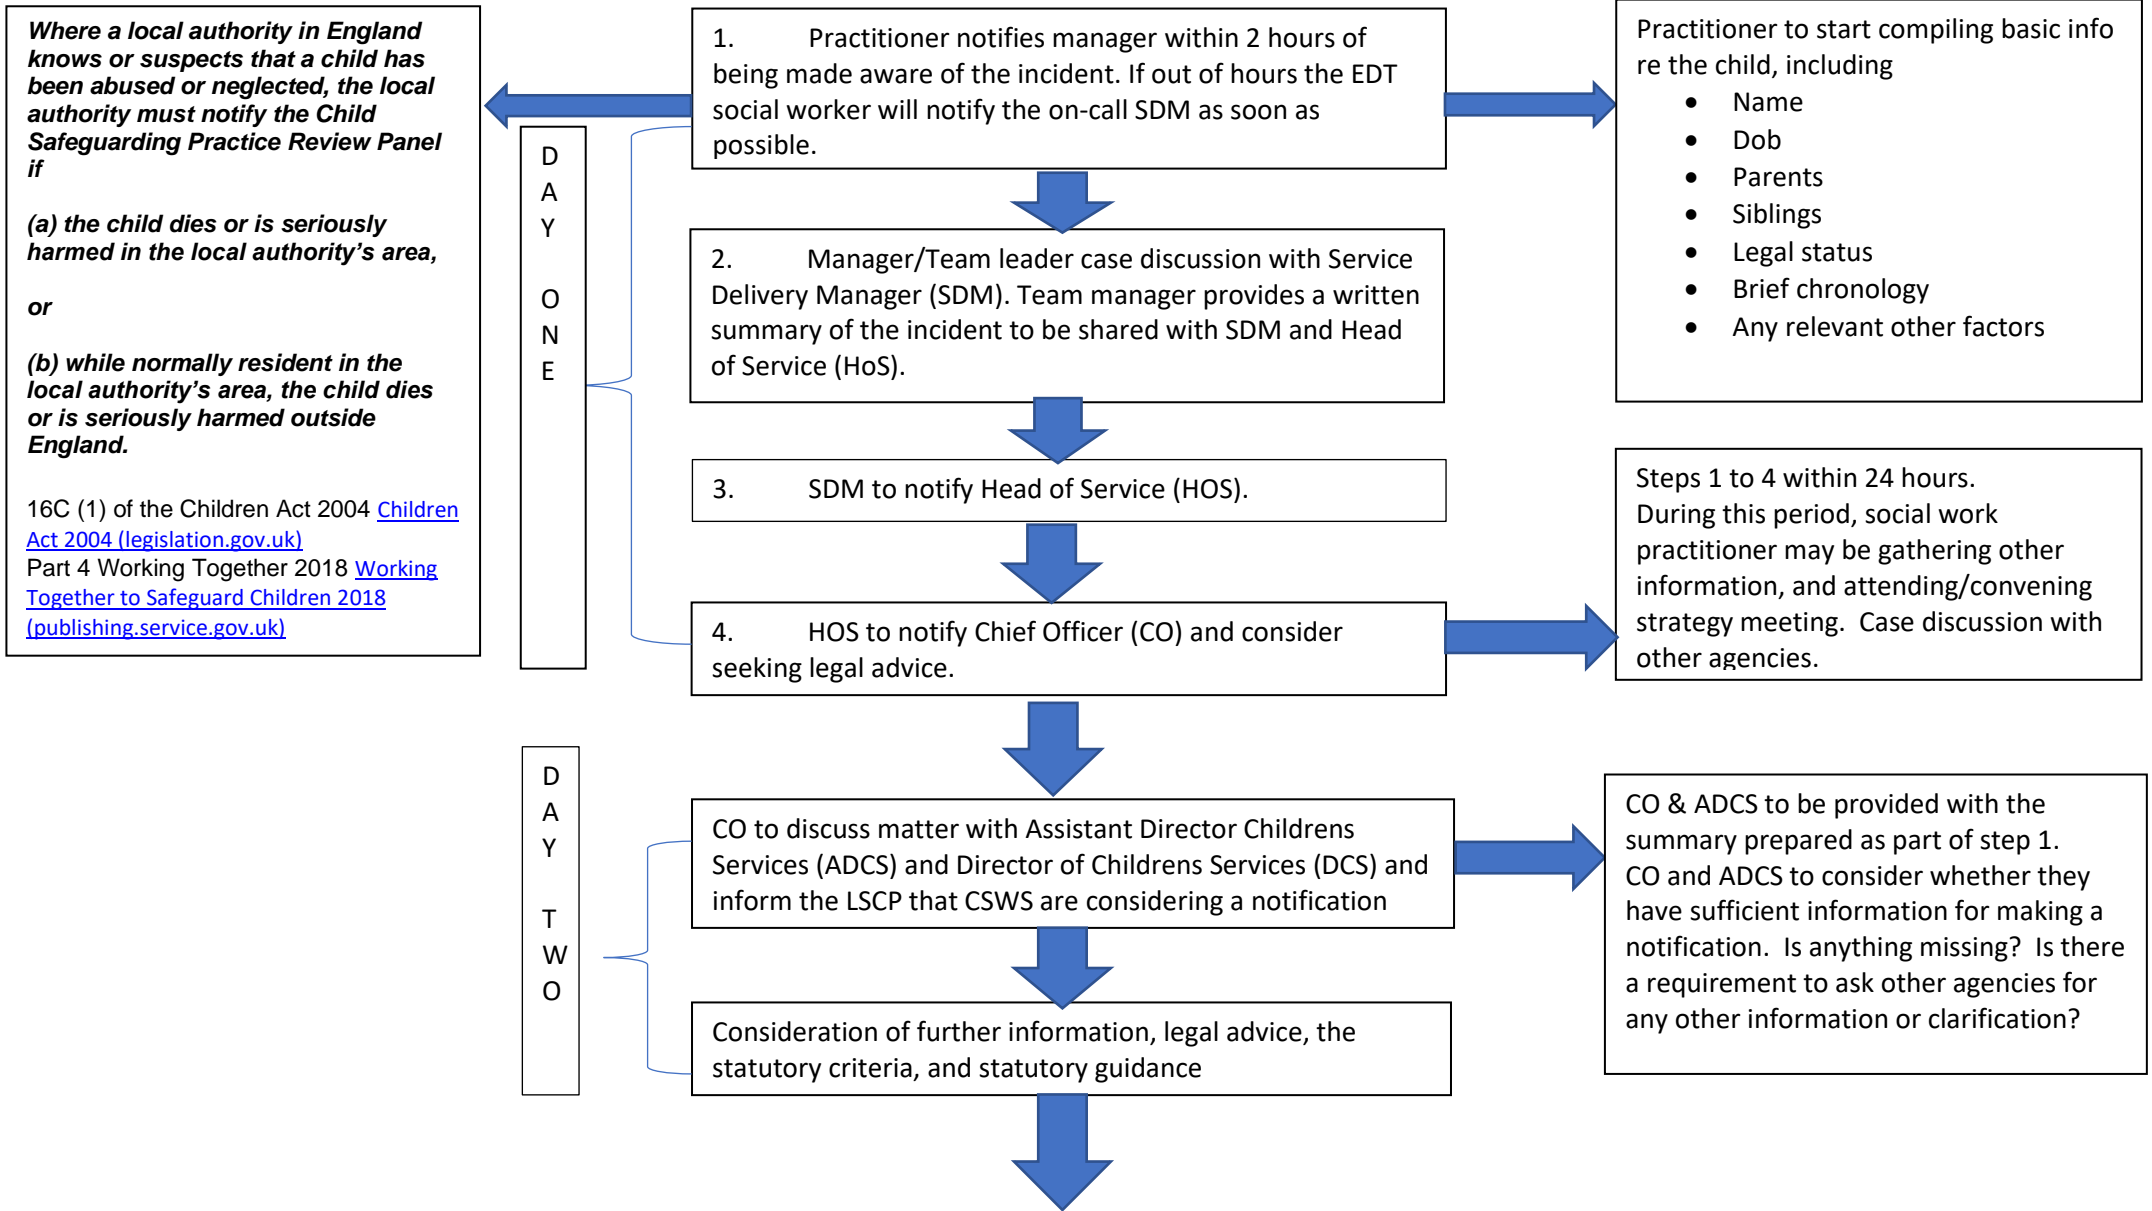 Where a local authority in England
knows or suspects that a child has
been abused or neglected, the local
authority must notify the Child
Safeguarding Practice Review Panel
if
(a) the child dies or is seriously
harmed in the local authority's area,
or
(b) while normally resident in the
local authority's area, the child dies
or is seriously harmed outside
England.
16C (1) of the Children Act 2004 Children
Act 2004 (legislation.gov.uk)
Part 4 Working Together 2018 Working
Together to Safeguard Children 2018
(publishing.service.gov.uk)
D
A
Y
O
N
E
1. Practitioner notifies manager within 2 hours of
being made aware of the incident. If out of hours the EDT
social worker will notify the on-call SDM as soon as
possible.
Practitioner to start compiling basic info
re the child, including
• Name
• Dob
• Parents
• Siblings
• Legal status
• Brief chronology
• Any relevant other factors
2. Manager/Team leader case discussion with Service
Delivery Manager (SDM). Team manager provides a written
summary of the incident to be shared with SDM and Head
of Service (HoS).
3. SDM to notify Head of Service (HOS).
4. HOS to notify Chief Officer (CO) and consider
seeking legal advice.
Steps 1 to 4 within 24 hours.
During this period, social work
practitioner may be gathering other
information, and attending/convening
strategy meeting. Case discussion with
other agencies.
D
A
Y
T
W
O
CO to discuss matter with Assistant Director Childrens
Services (ADCS) and Director of Childrens Services (DCS) and
inform the LSCP that CSWS are considering a notification
CO & ADCS to be provided with the
summary prepared as part of step 1.
CO and ADCS to consider whether they
have sufficient information for making a
notification. Is anything missing? Is there
a requirement to ask other agencies for
any other information or clarification?
Consideration of further information, legal advice, the
statutory criteria, and statutory guidance